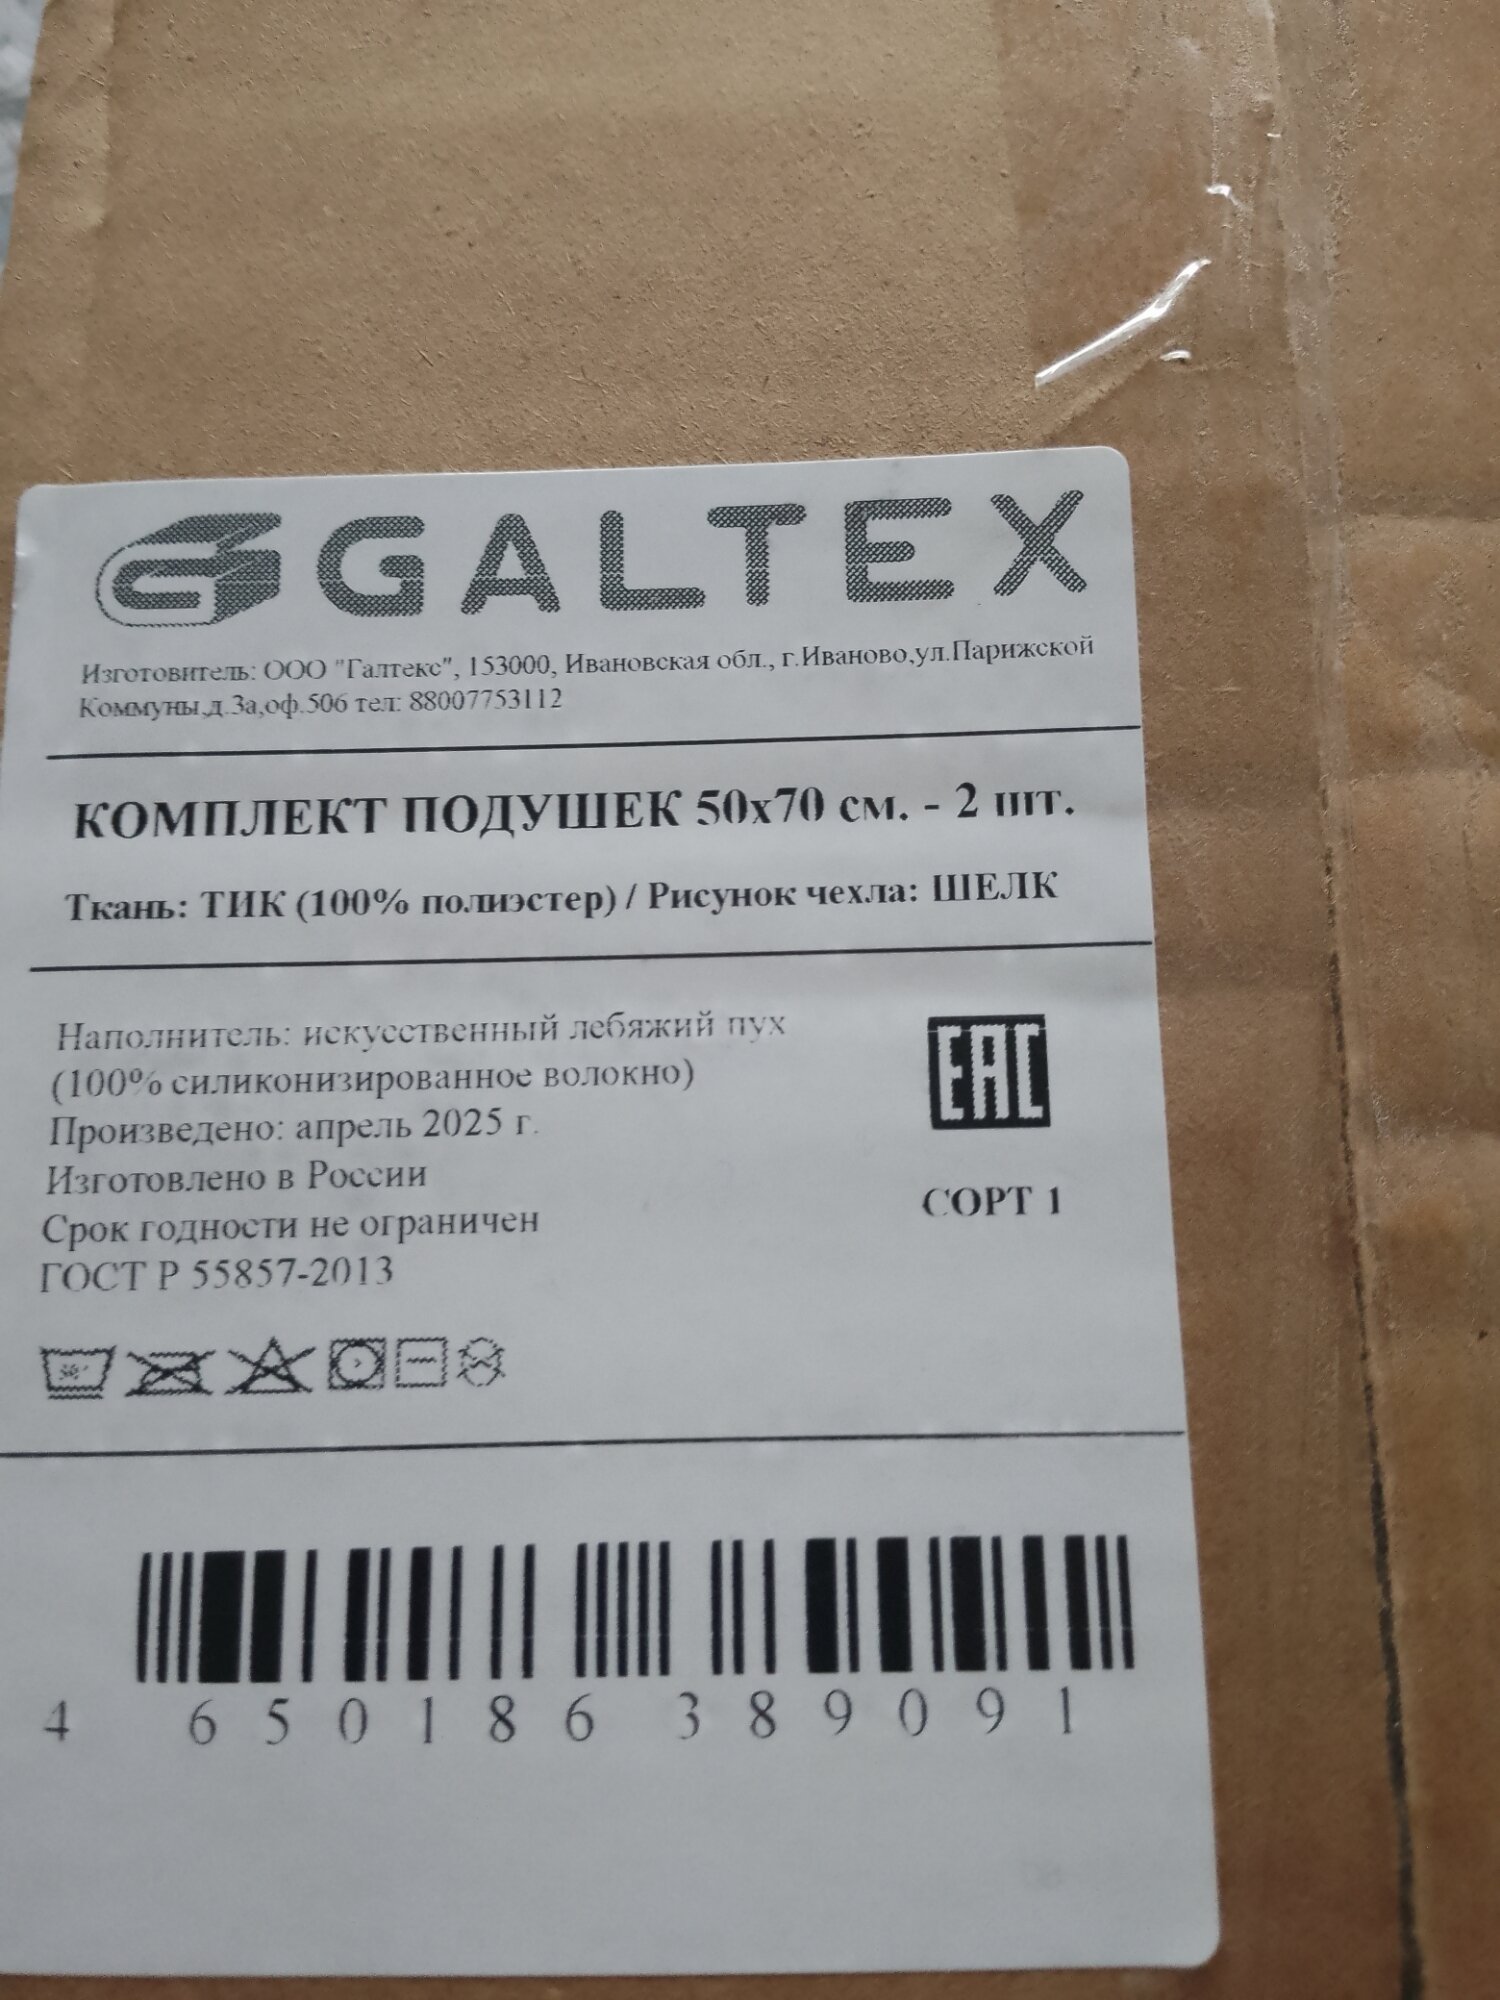 GALTEX
Изготовитель: ООО "Галтекс", 153000, Ивановская обл., г.Иваново,ул.Парижской
Коммуны,д.3а,оф.506 тел: 88007753112
КОМПЛЕКТ ПОДУШЕК 50х70 см. - 2 шт.
Ткань: ТИК (100% полиэстер) / Рисунок чехла: ШЕЛК
Наполнитель: искусственный лебяжий пух
(100% силиконизированное волокно)
Произведено: апрель 2025 г.
Изготовлено в России
Срок годности не ограничен
ГОСТ Р 55857-2013
EAC
СОРТ 1
4 650186 389091